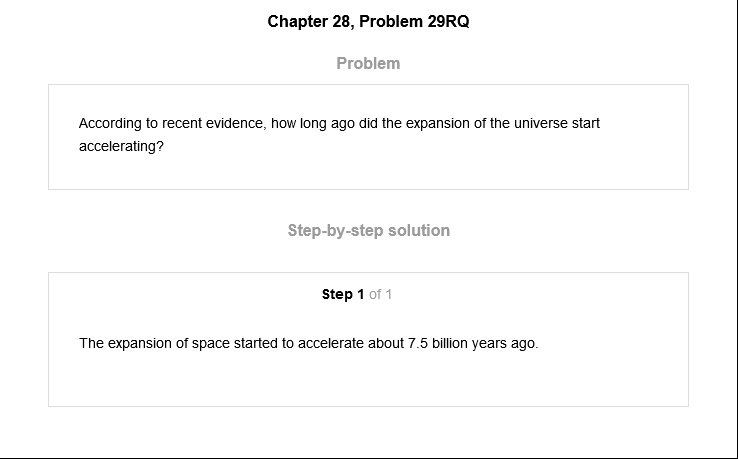 Chapter 28, Problem 29RQ
Problem
According to recent evidence, how long ago did the expansion of the universe start
accelerating?
Step-by-step solution
Step 1 of 1
The expansion of space started to accelerate about 7.5 billion years ago.